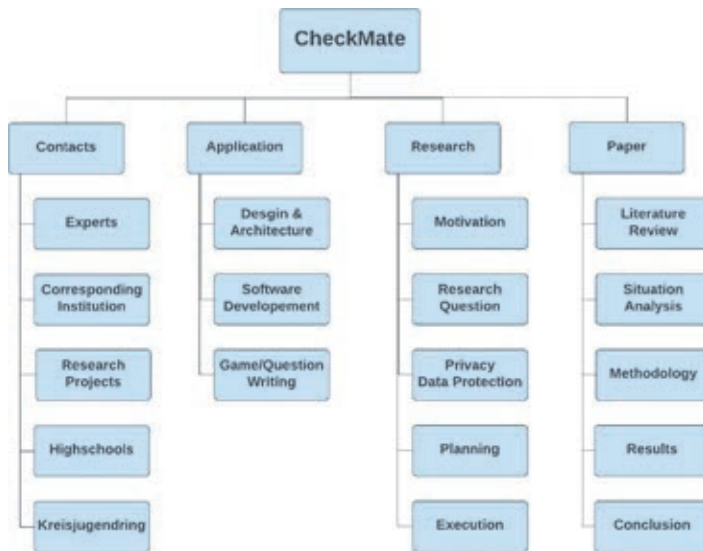 CheckMate
Contacts
Application
Research
Paper
Experts
Desgin &
Architecture
Motivation
Literature
Review
Corresponding
Institution
Software
Developement
Research
Question
Situation
Analysis
Research
Projects
Game/Question
Writing
Privacy
Data Protection
Methodology
Highschools
Planning
Results
Kreisjugendring
Execution
Conclusion